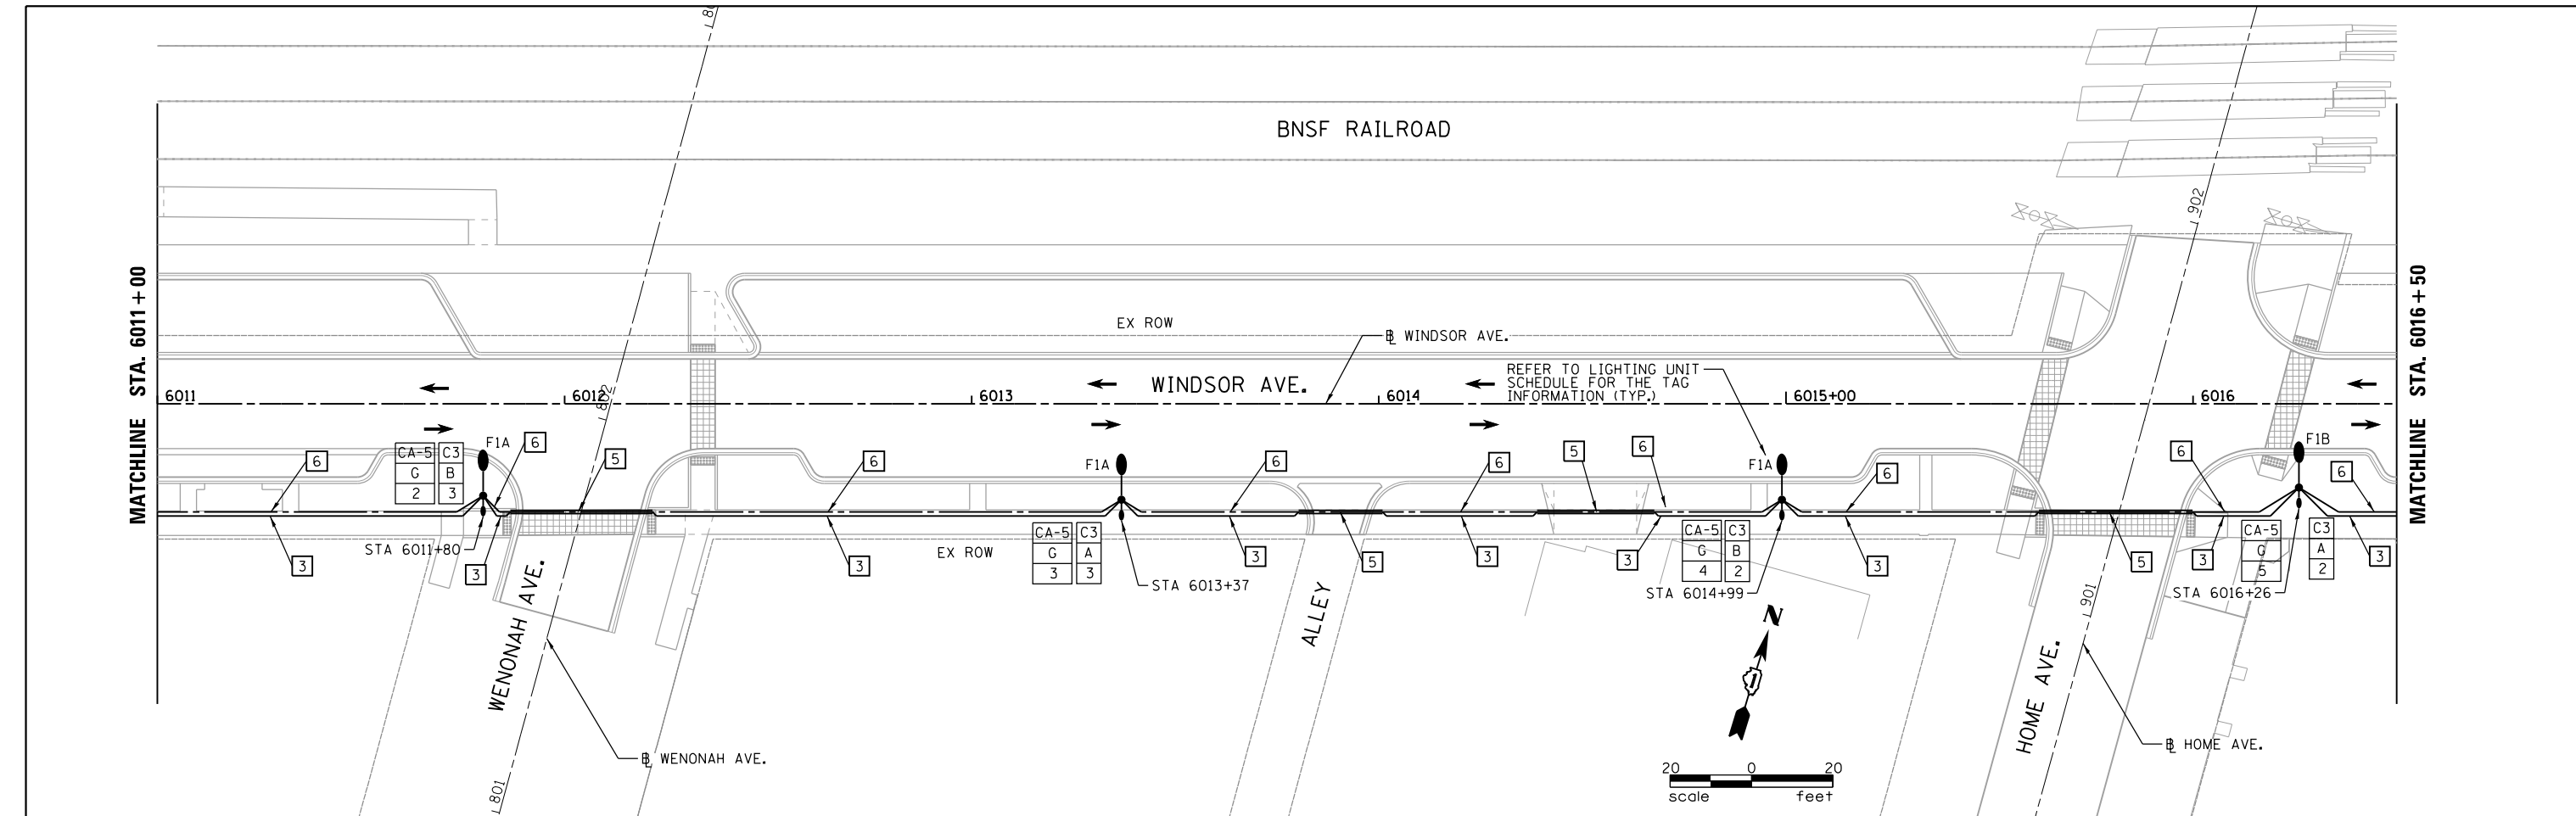 BNSF RAILROAD
902
MATCHLINE STA. 6011+00
MATCHLINE STA. 6016+50
EX ROW
℄ WINDSOR AVE.
REFER TO LIGHTING UNIT
SCHEDULE FOR THE TAG
INFORMATION (TYP.)
WINDSOR AVE.
6011
6012
802
6013
6014
6015+00
6016
CA-5
G
2
C3
B
3
F1A
6
6
5
6
F1A
6
6
5
6
F1A
6
6
F1B
6
STA 6011+80
3
3
3
EX ROW
CA-5
G
3
C3
A
3
STA 6013+37
3
5
3
3
CA-5
G
4
C3
B
2
STA 6014+99
3
5
3
CA-5
G
5
C3
A
2
STA 6016+26
3
WENONAH AVE.
ALLEY
N
1
901
HOME AVE.
℄ WENONAH AVE.
℄ HOME AVE.
801
20 0 20
scale feet